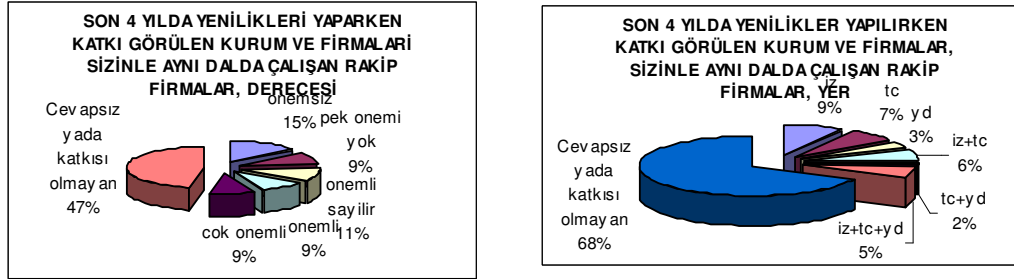 SON 4 YILDA YENİLİKLERİ YAPARKEN
KATKI GÖRÜLEN KURUM VE FİRMALARİ
SİZİNLE AYNI DALDA ÇALIŞAN RAKİP
FİRMALAR, DERECESİ
onemsiz
15%
pek onemi
yok
9%
onemli
sayilir
11%
onemli
9%
cok onemli
9%
Cevapsız
yada
katkısı
olmayan
47%
SON 4 YILDA YENİLİKLER YAPILIRKEN
KATKI GÖRÜLEN KURUM VE FİRMALAR,
SİZİNLE AYNI DALDA ÇALIŞAN RAKİP
FİRMALAR, YER
iz
9%
tc
7%
yd
3%
iz+tc
6%
tc+yd
2%
iz+tc+yd
5%
Cevapsız
yada
katkısı
olmayan
68%